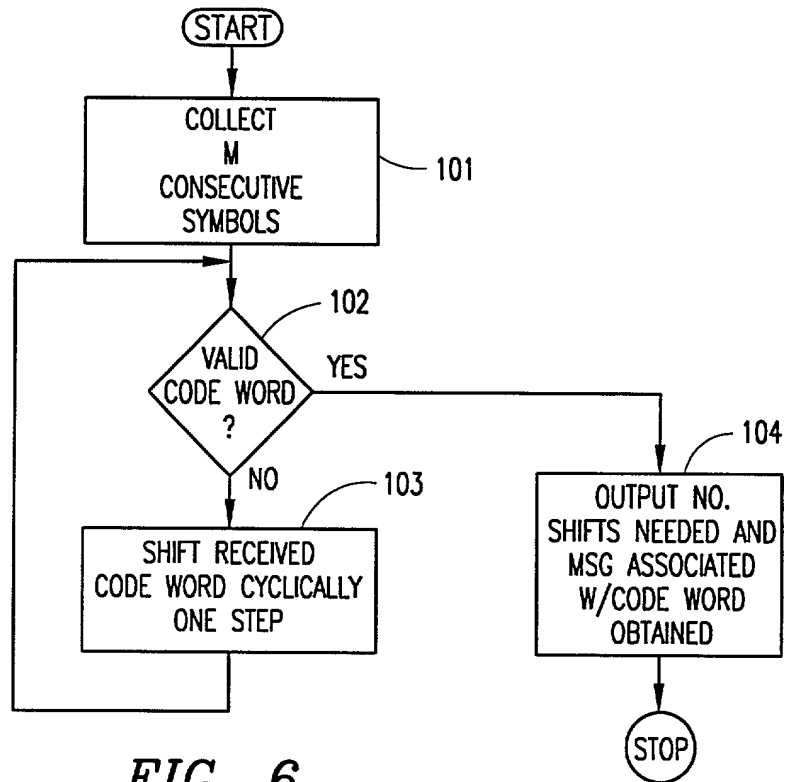 START
COLLECT
M
CONSECUTIVE
SYMBOLS
101
102
VALID
CODE WORD
?
YES
NO
103
SHIFT RECEIVED
CODE WORD CYCLICALLY
ONE STEP
104
OUTPUT NO.
SHIFTS NEEDED AND
MSG ASSOCIATED
W/CODE WORD
OBTAINED
STOP
FIG. 6